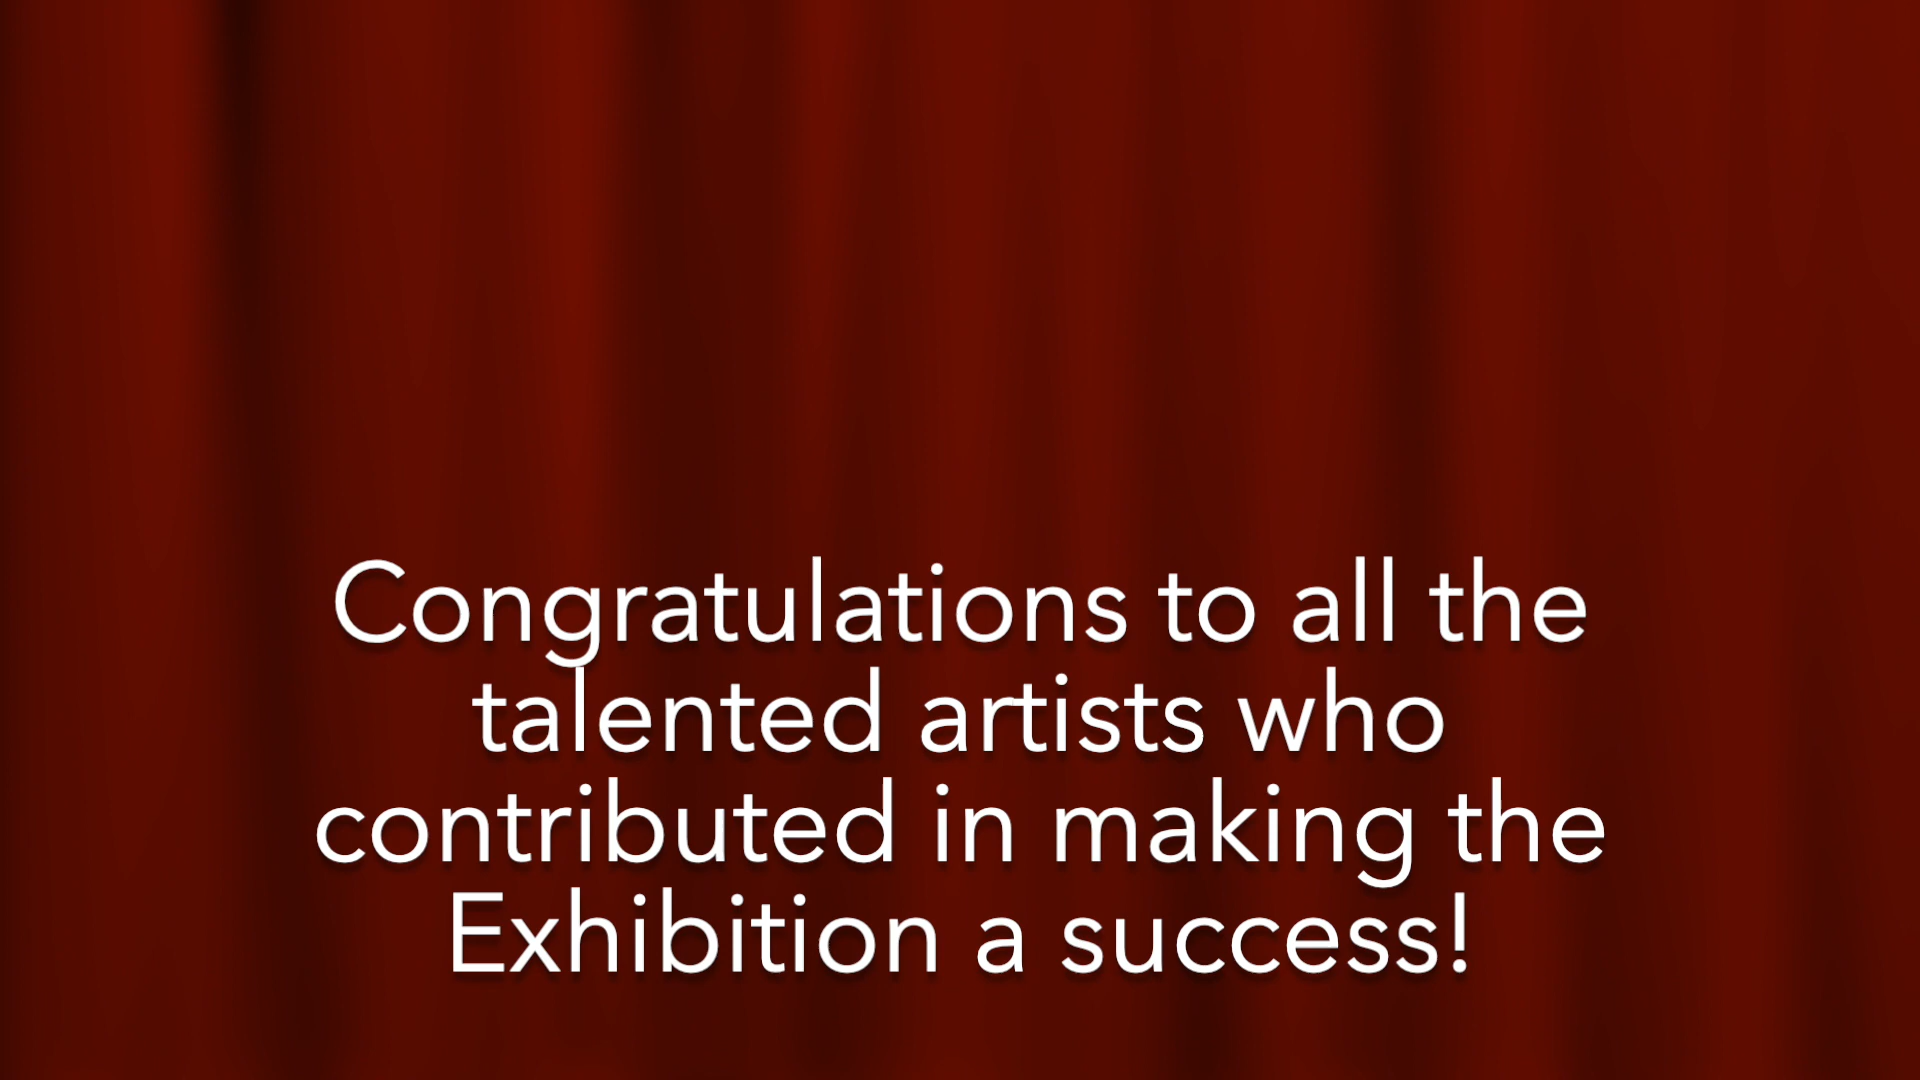 Congratulations to all the
talented artists who
contributed in making the
Exhibition a success!